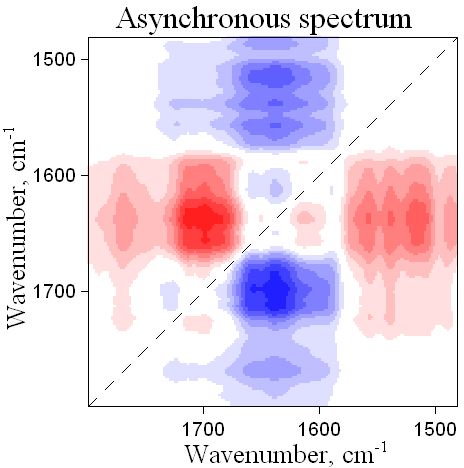 Asynchronous spectrum
1500
1600
1700
Wavenumber, cm-1
1700 1600 1500
Wavenumber, cm-1